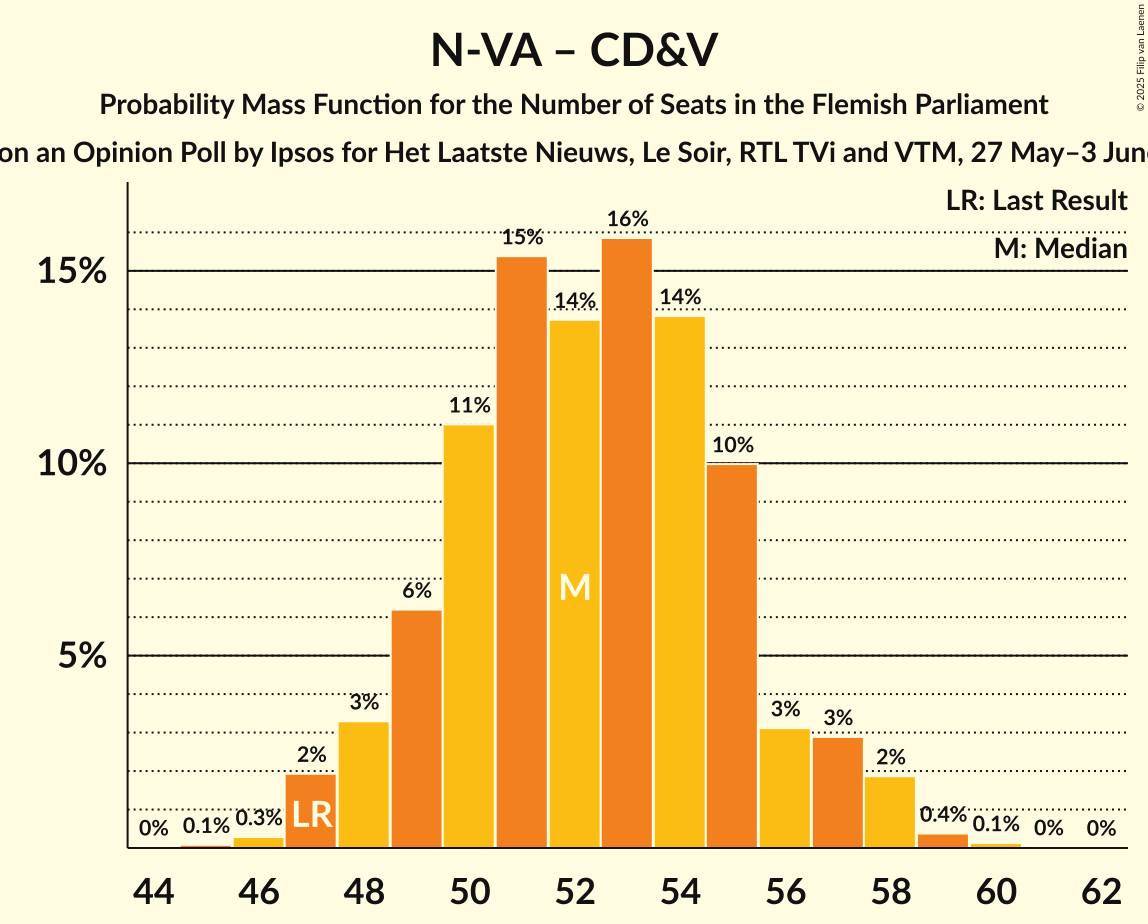 © 2025 Filip van Laenen
N-VA – CD&V
Probability Mass Function for the Number of Seats in the Flemish Parliament
on an Opinion Poll by Ipsos for Het Laatste Nieuws, Le Soir, RTL TVi and VTM, 27 May–3 June
LR: Last Result
M: Median
15%
10%
5%
0%
0.1%
0.3%
2%
3%
6%
11%
15%
14%
16%
14%
10%
3%
3%
2%
0.4%
0.1%
0%
0%
LR
M
44 46 48 50 52 54 56 58 60 62